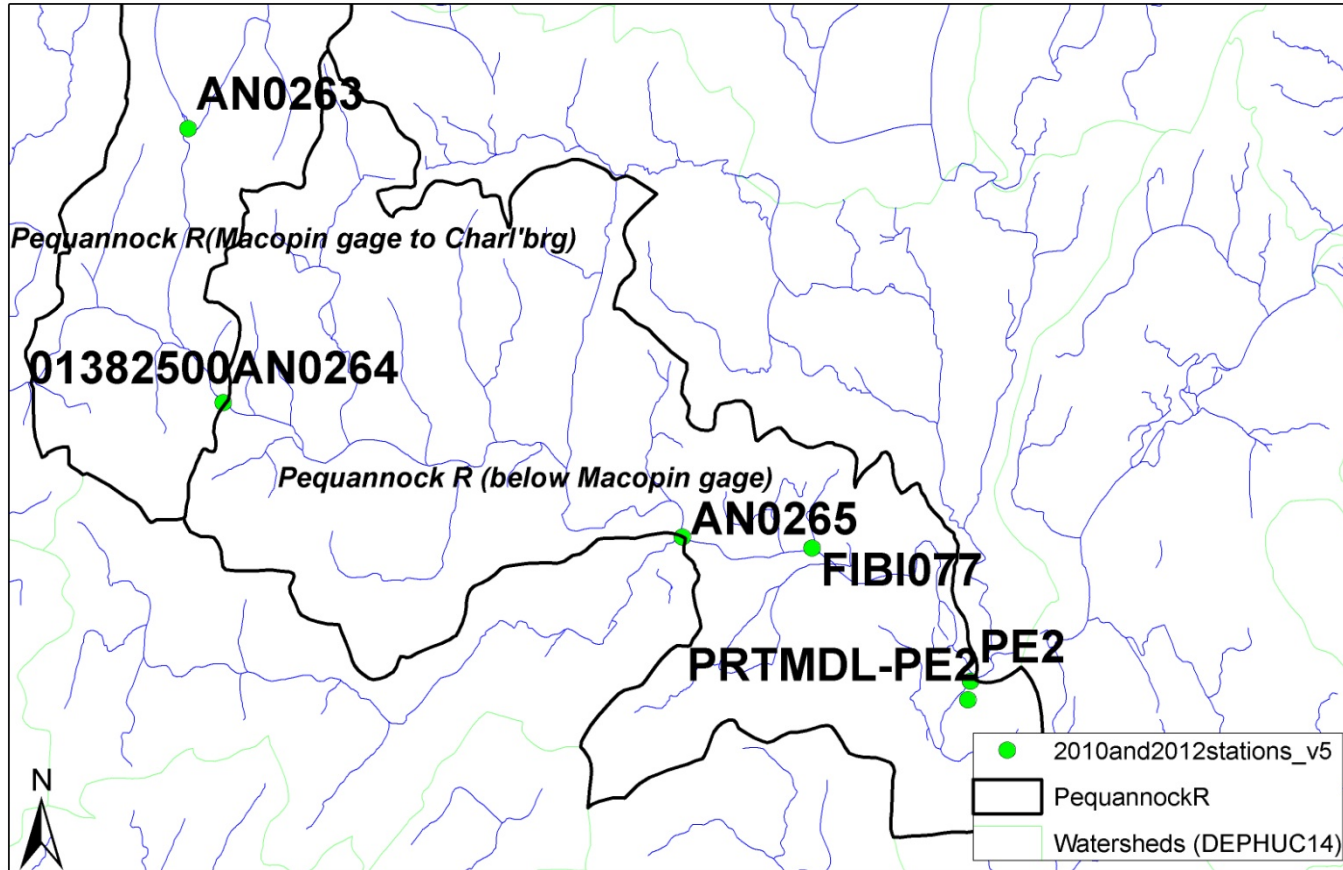 AN0263
Pequannock R(Macopin gage to Charl'brg)
01382500AN0264
Pequannock R (below Macopin gage)
AN0265
FIBI077
PRTMDL-PE2
PE2
N
2010and2012stations_v5
PequannockR
Watersheds (DEPHUC14)